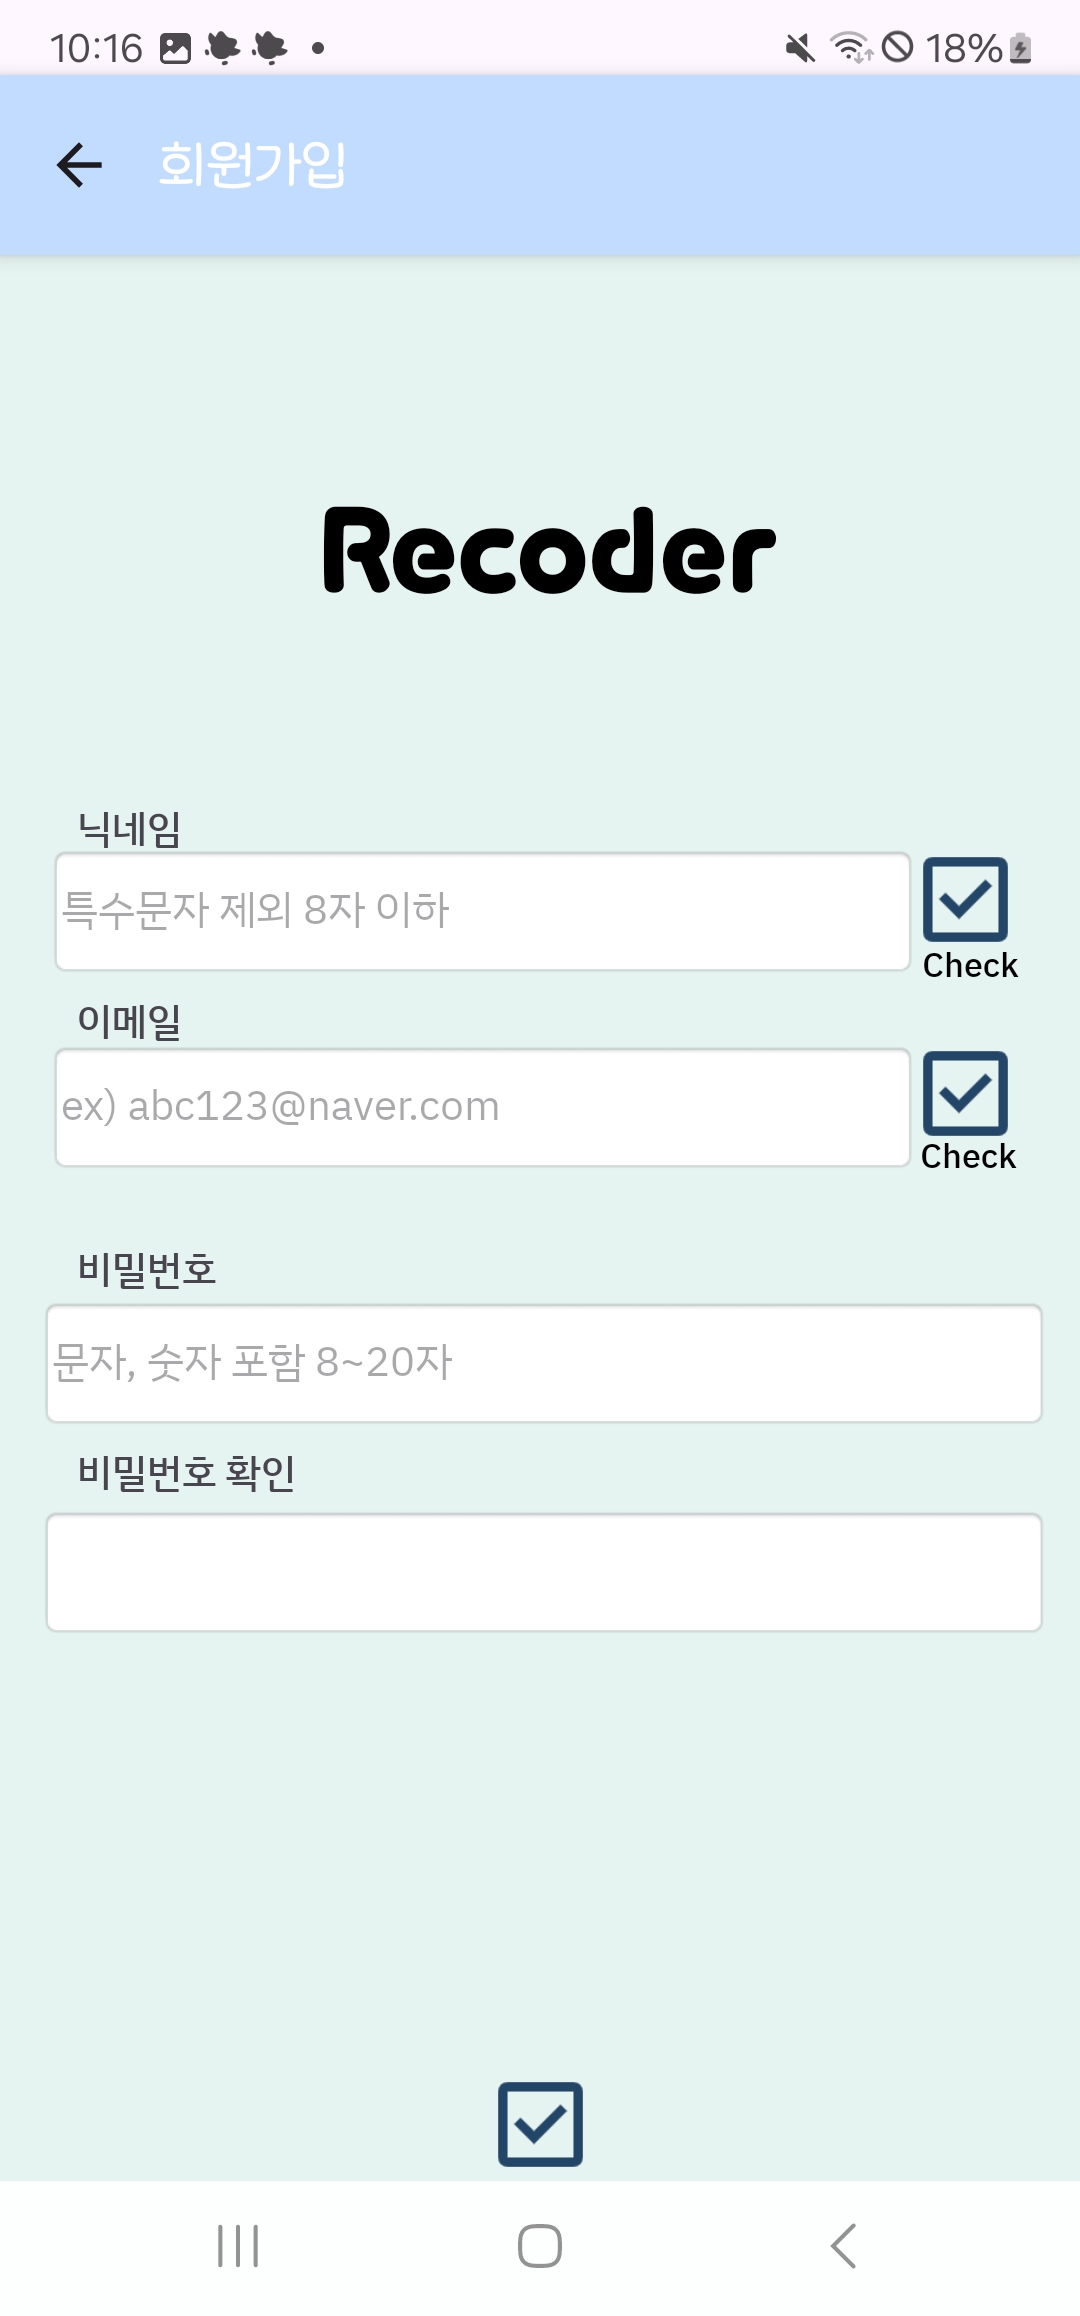 10:16
18%
회원가입
Recoder
닉네임
특수문자 제외 8자 이하
Check
이메일
ex) abc123@naver.com
Check
비밀번호
문자, 숫자 포함 8~20자
비밀번호 확인